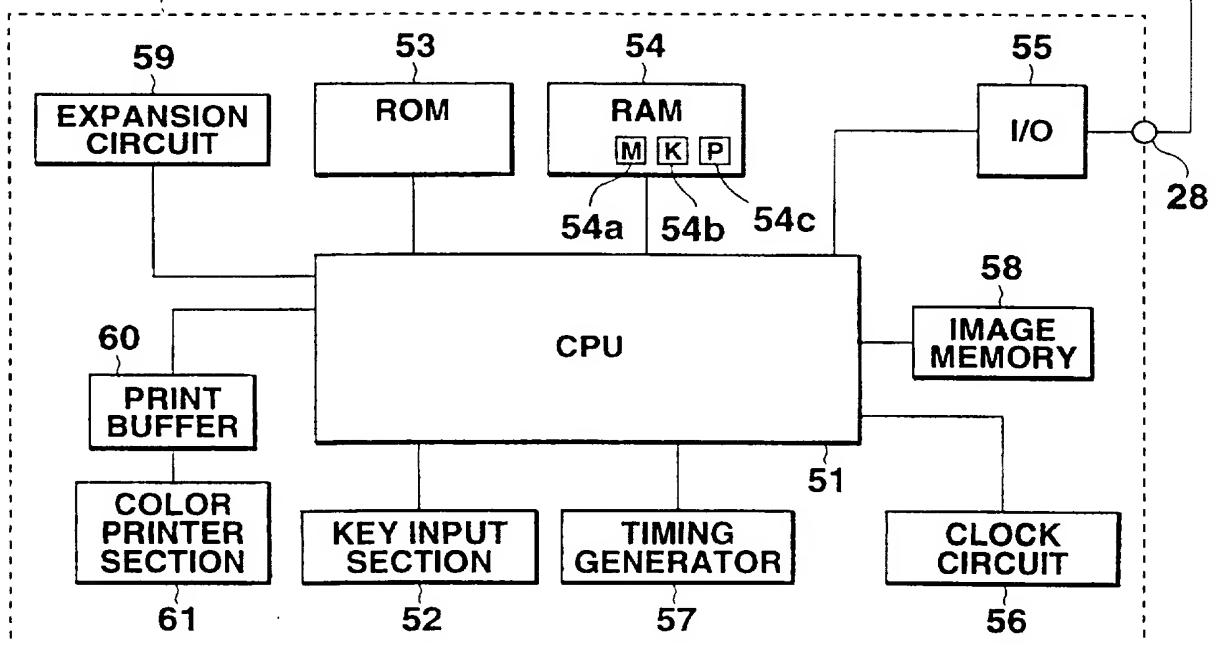 59
EXPANSION
CIRCUIT
53
ROM
54
RAM
M K P
54a 54b 54c
55
I/O
28
CPU
51
58
IMAGE
MEMORY
60
PRINT
BUFFER
COLOR
PRINTER
SECTION
61
KEY INPUT
SECTION
52
TIMING
GENERATOR
57
CLOCK
CIRCUIT
56